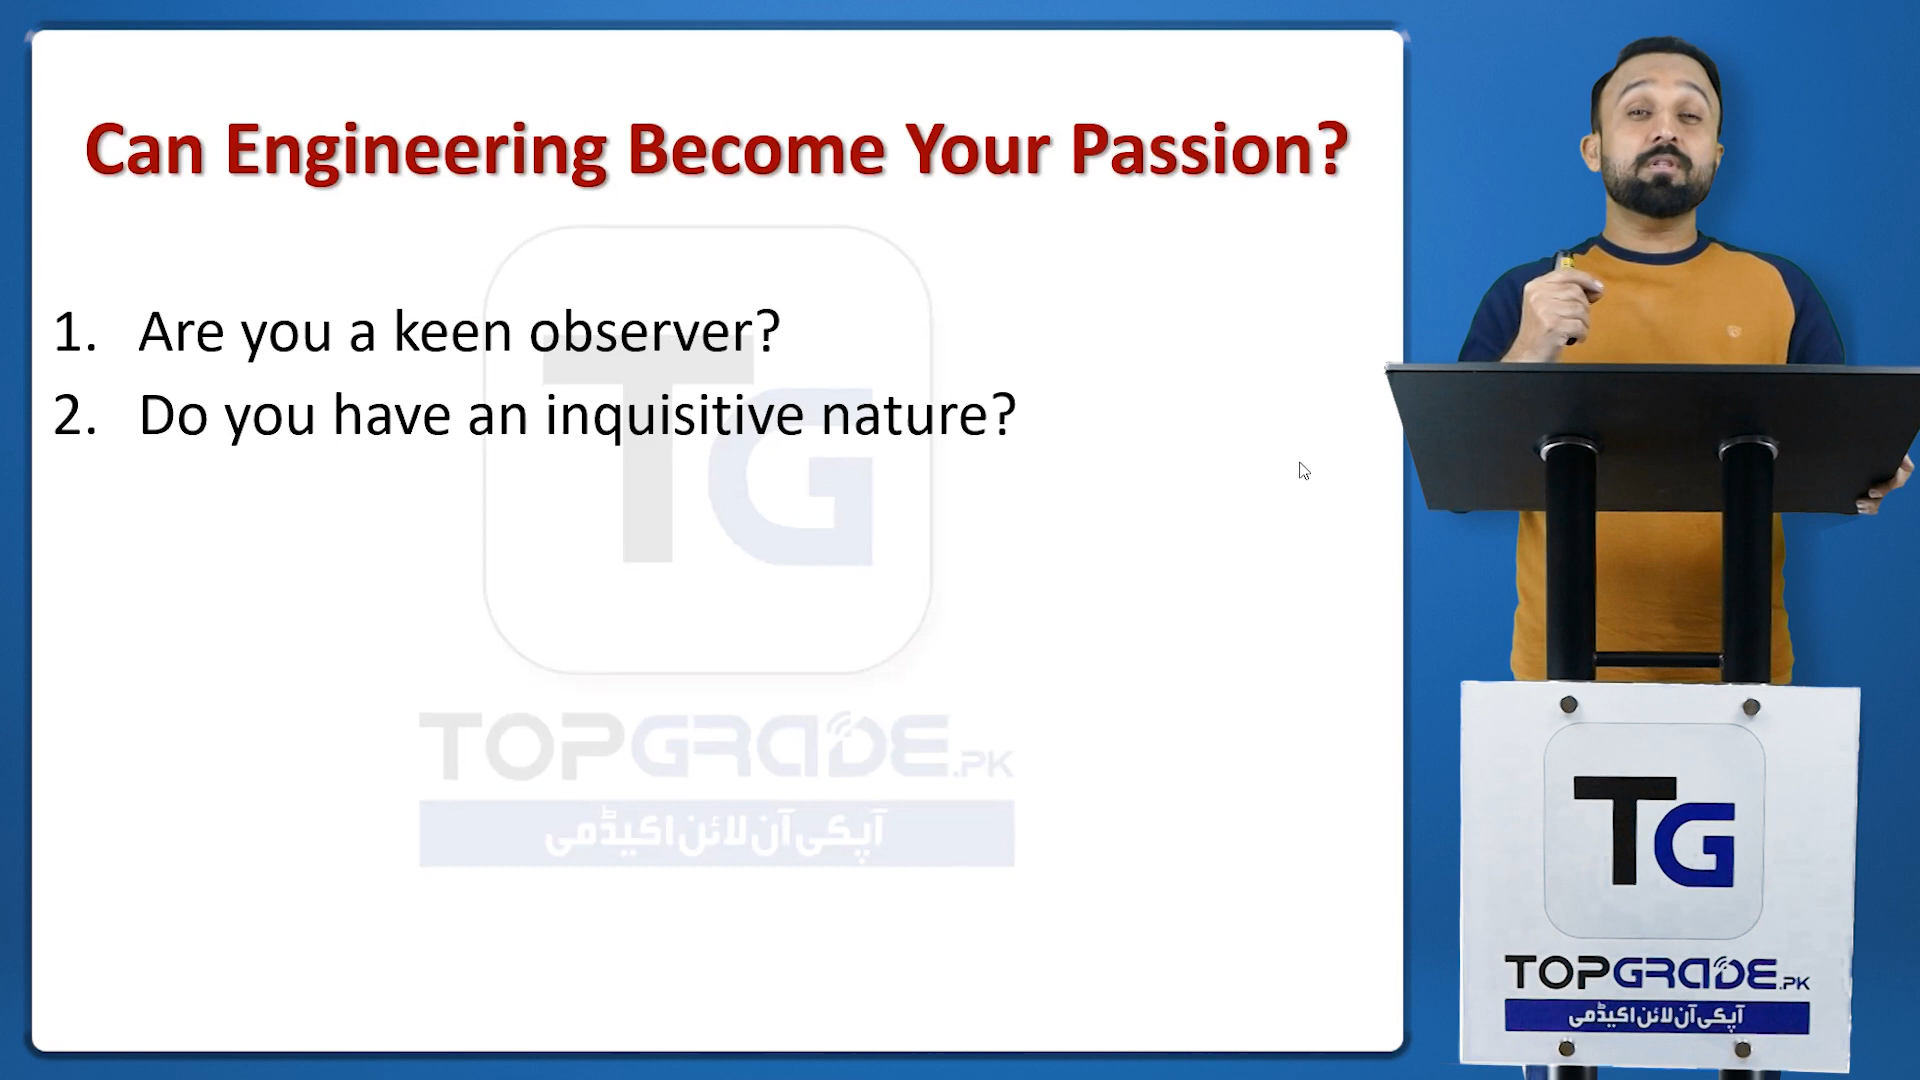 Can Engineering Become Your Passion?
1. Are you a keen observer?
2. Do you have an inquisitive nature?
TG
TOPGRADE.PK
آپکی آن لائن اکیڈمی
TG
TOPGRADE.PK
آپکی آن لائن اکیڈمی